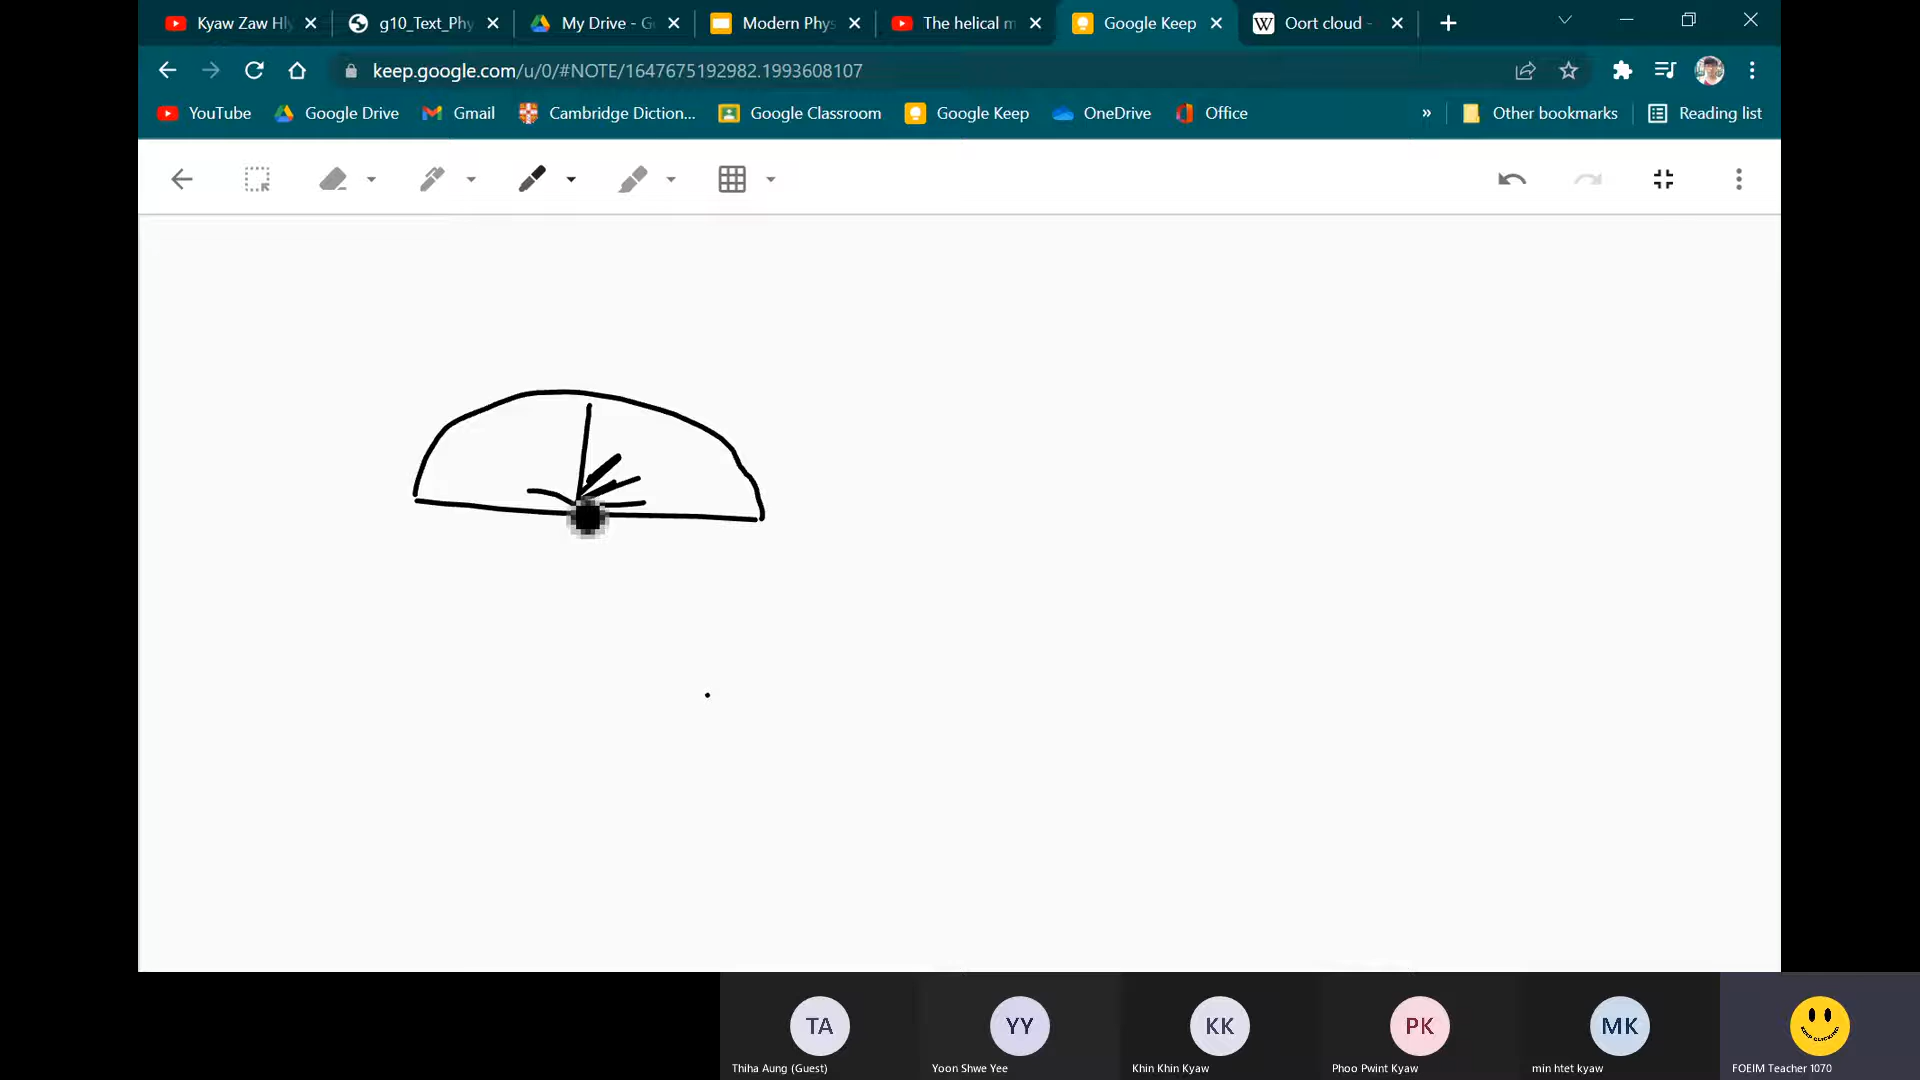 Kyaw Zaw Hl
g10_Text_Phy
My Drive - G
Modern Phys
The helical m
Google Keep
Oort cloud -
keep.google.com/u/0/#NOTE/1647675192982.1993608107
YouTube
Google Drive
Gmail
Cambridge Diction...
Google Classroom
Google Keep
OneDrive
Office
»
Other bookmarks
Reading list
TA
YY
KK
PK
MK
KEEP CLICKING
Thiha Aung (Guest)
Yoon Shwe Yee
Khin Khin Kyaw
Phoo Pwint Kyaw
min htet kyaw
FOEIM Teacher 1070